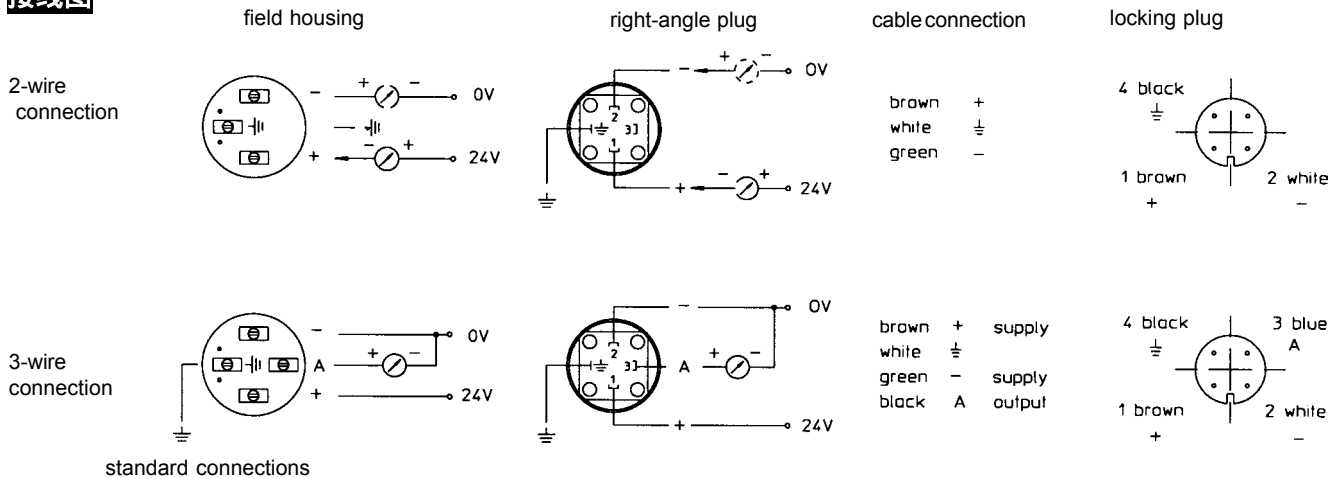 接线图
field housing
right-angle plug
cable connection
locking plug
2-wire
connection
− + − 0V
+ − + 24V
− + − 0V
2
3
1
+ − + 24V
brown +
white
green −
4 black
1 brown
+
2 white
−
3-wire
connection
− 0V
A + −
+ 24V
− 0V
2
3 A + −
1
+ 24V
brown + supply
white
green − supply
black A output
4 black
3 blue
A
1 brown
+
2 white
−
standard connections